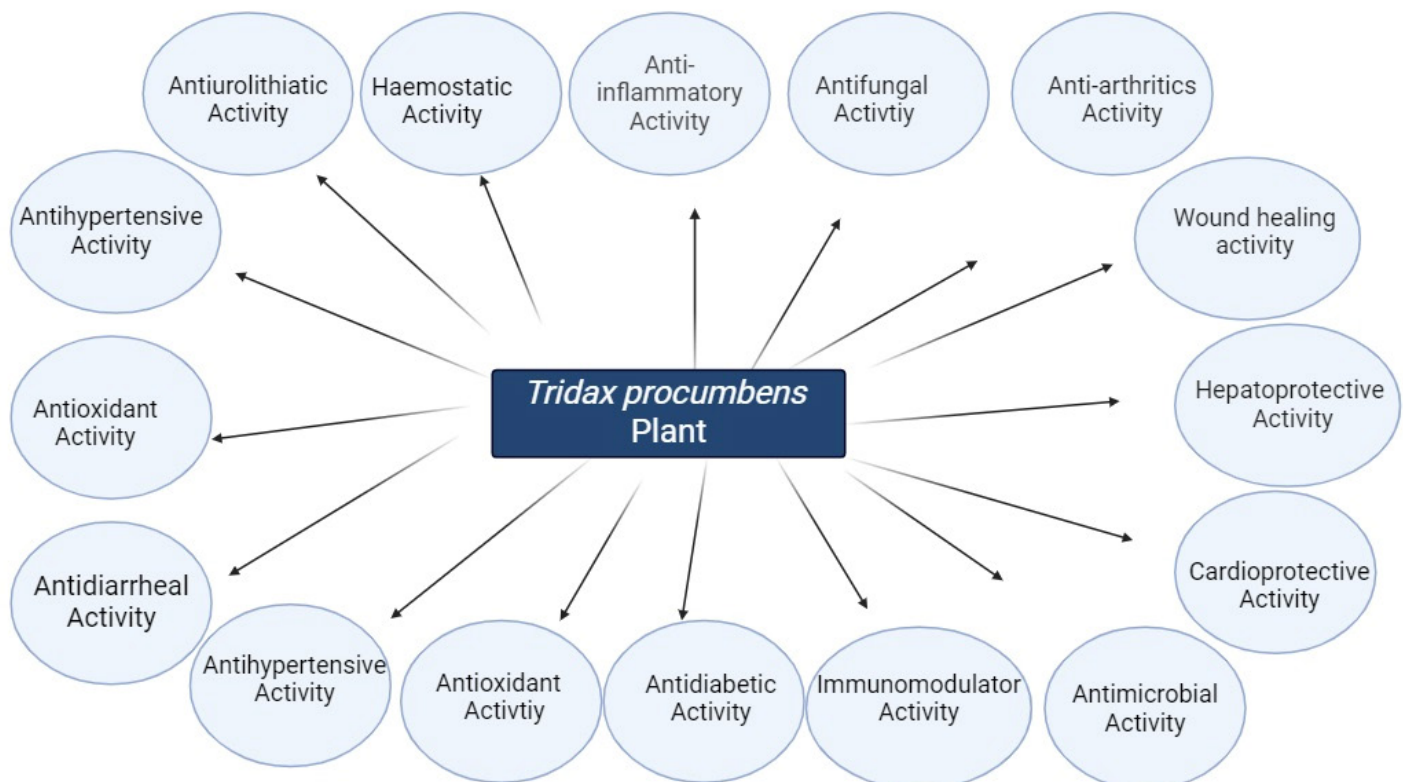 Antiurolithiatic
Activity
Haemostatic
Activity
Anti-
inflammatory
Activity
Antifungal
Activtiy
Anti-arthritics
Activity
Antihypertensive
Activity
Wound healing
activity
Tridax procumbens
Plant
Antioxidant
Activity
Hepatoprotective
Activity
Antidiarrheal
Activity
Cardioprotective
Activity
Antihypertensive
Activity
Antioxidant
Activtiy
Antidiabetic
Activity
Immunomodulator
Activity
Antimicrobial
Activity